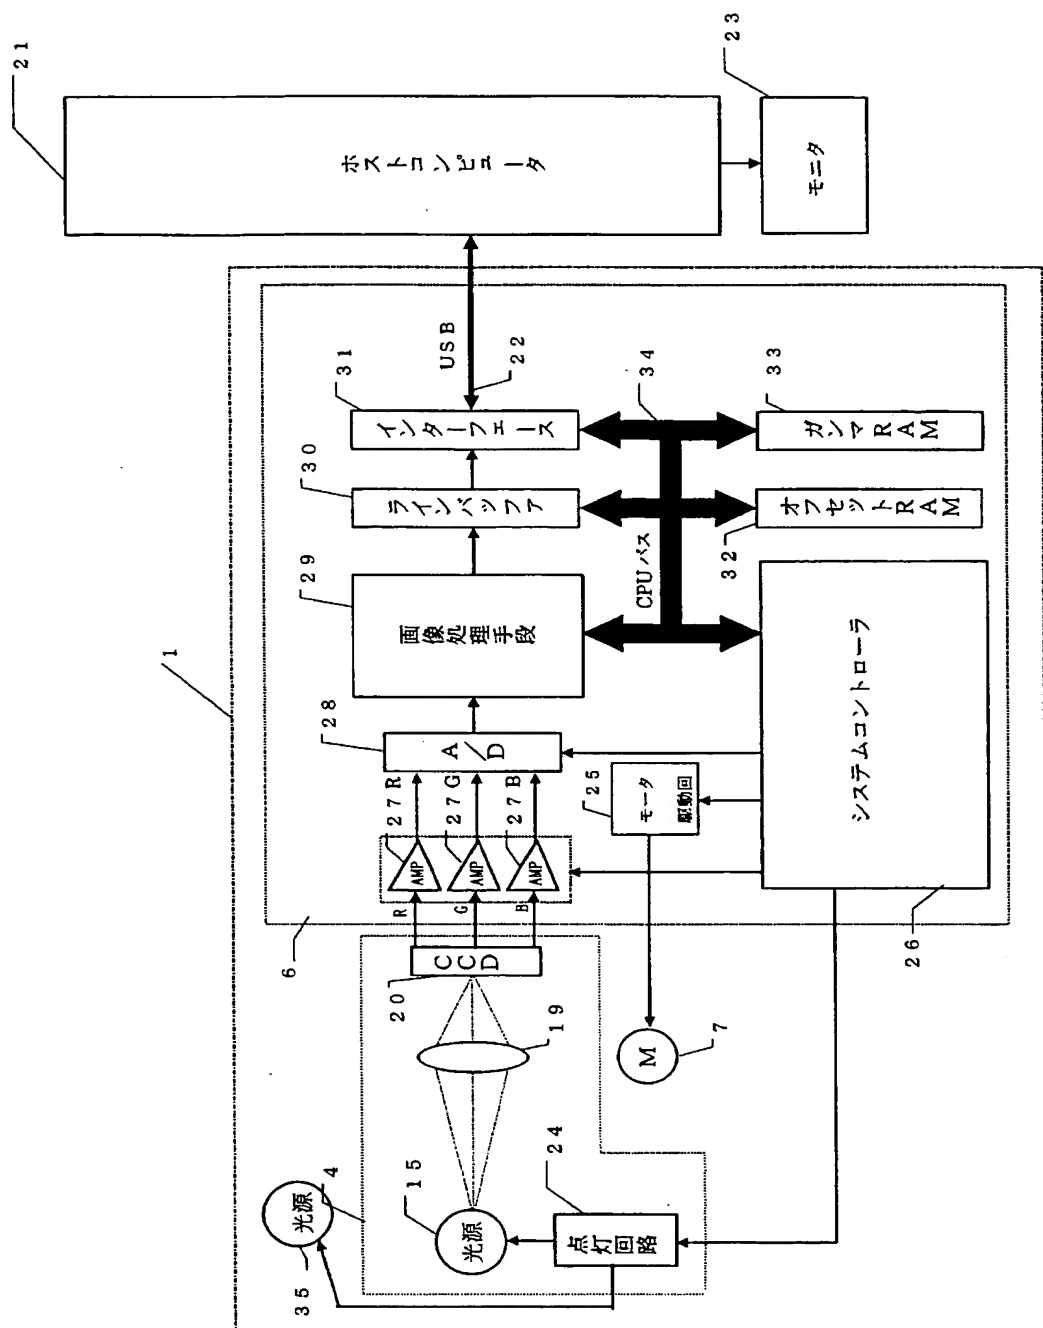 21
ホストコンピュータ
23
モニタ
1
USB
22
31
インターフェース
30
ラインバッファ
29
画像処理手段
28
A/D
27R
27G
27B
AMP
AMP
AMP
R
G
B
6
34
CPUバス
33
ガンマRAM
32
オフセットRAM
システムコントローラ
26
25
モータ
駆動回
CCD
20
19
M
7
4
15
光源
24
点灯回路
光源
35